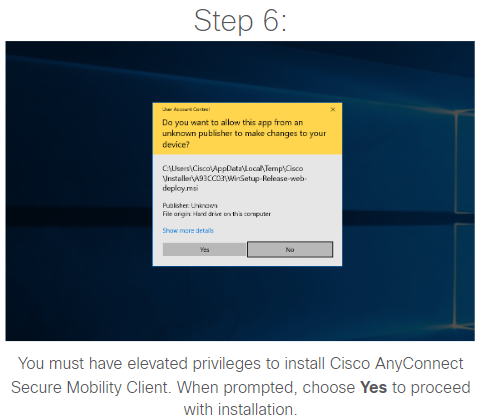 Step 6:
User Account Control
Do you want to allow this app from an
unknown publisher to make changes to your
device?
C:\Users\Cisco\AppData\Local\Temp\Cisco
\Installer\A93CC03\WinSetup-Release-web-
deploy.msi
Publisher: Unknown
File origin: Hard drive on this computer
Show more details
Yes
No
You must have elevated privileges to install Cisco AnyConnect
Secure Mobility Client. When prompted, choose Yes to proceed
with installation.